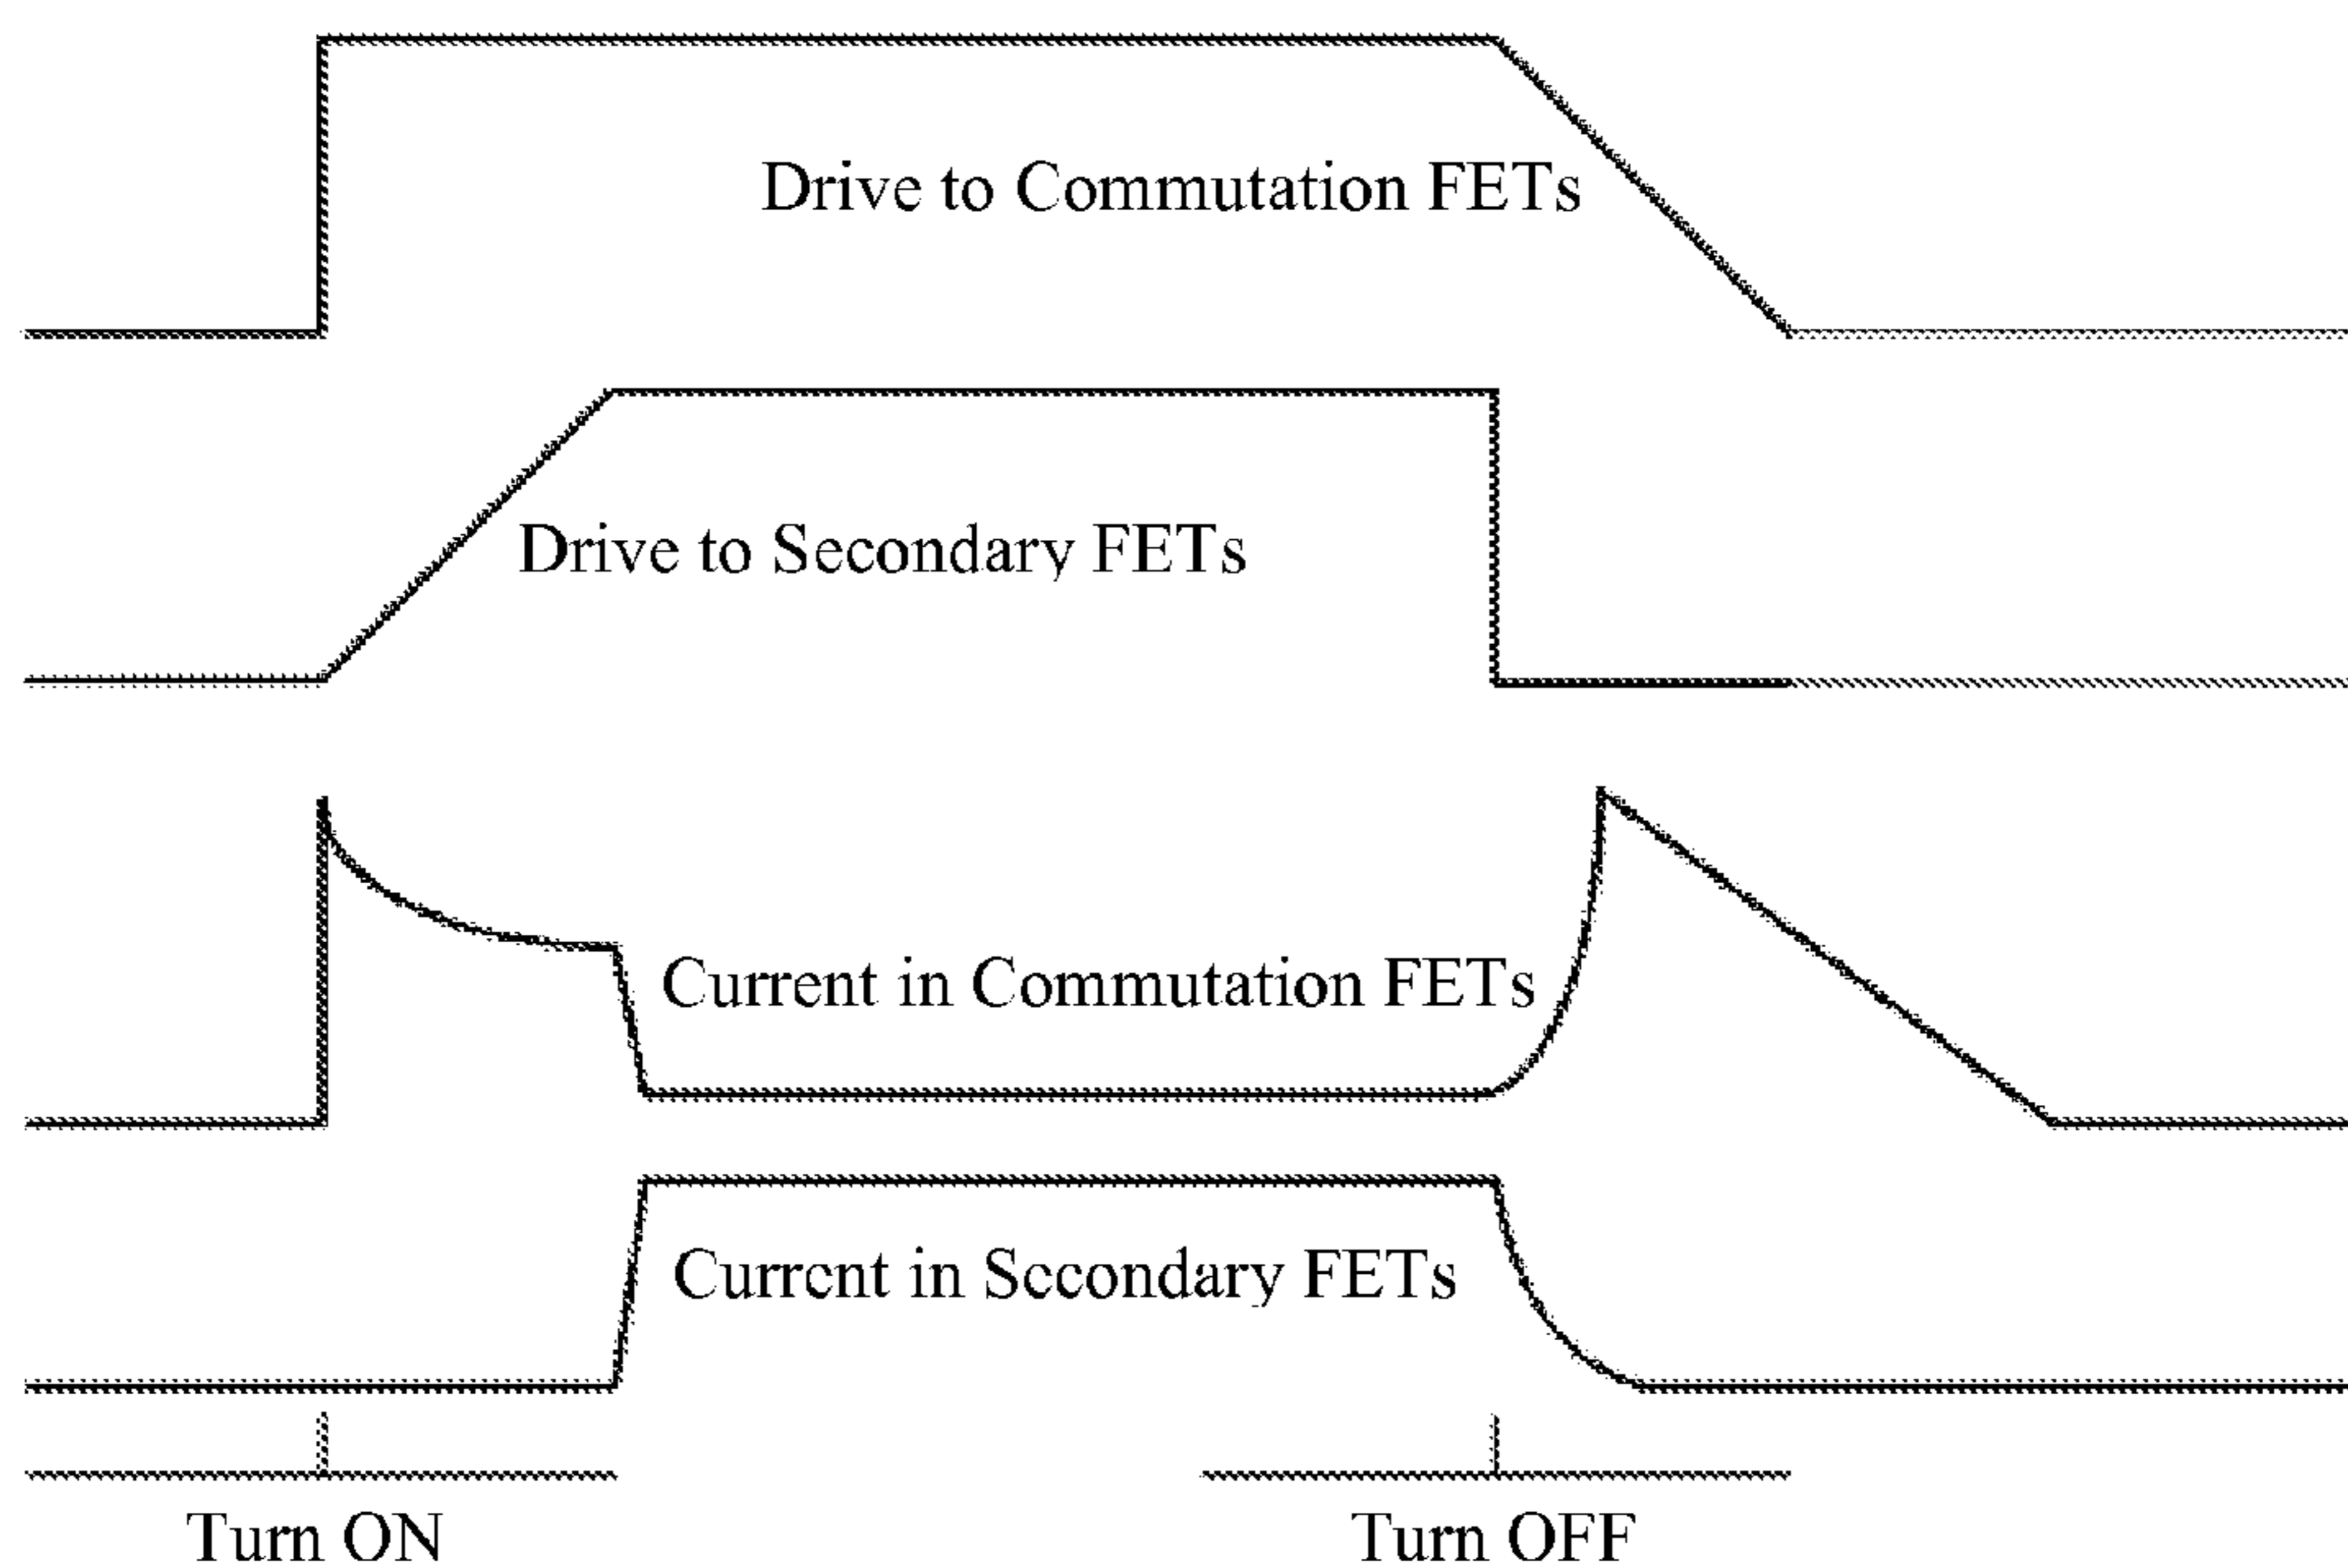 Drive to Commutation FETs
Drive to Secondary FETs
Current in Commutation FETs
Current in Secondary FETs
Turn ON
Turn OFF